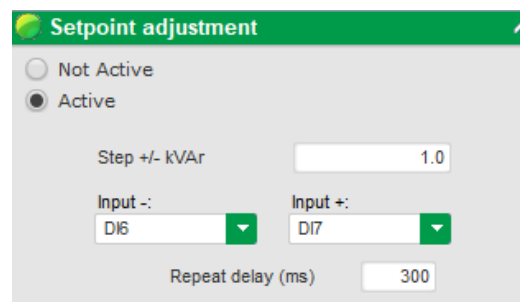 Setpoint adjustment
Not Active
Active
Step +/- kVAr 1.0
Input -: Input +:
DI6 DI7
Repeat delay (ms) 300